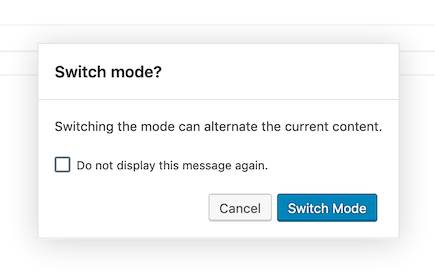 Switch mode?
Switching the mode can alternate the current content.
Do not display this message again.
Cancel
Switch Mode